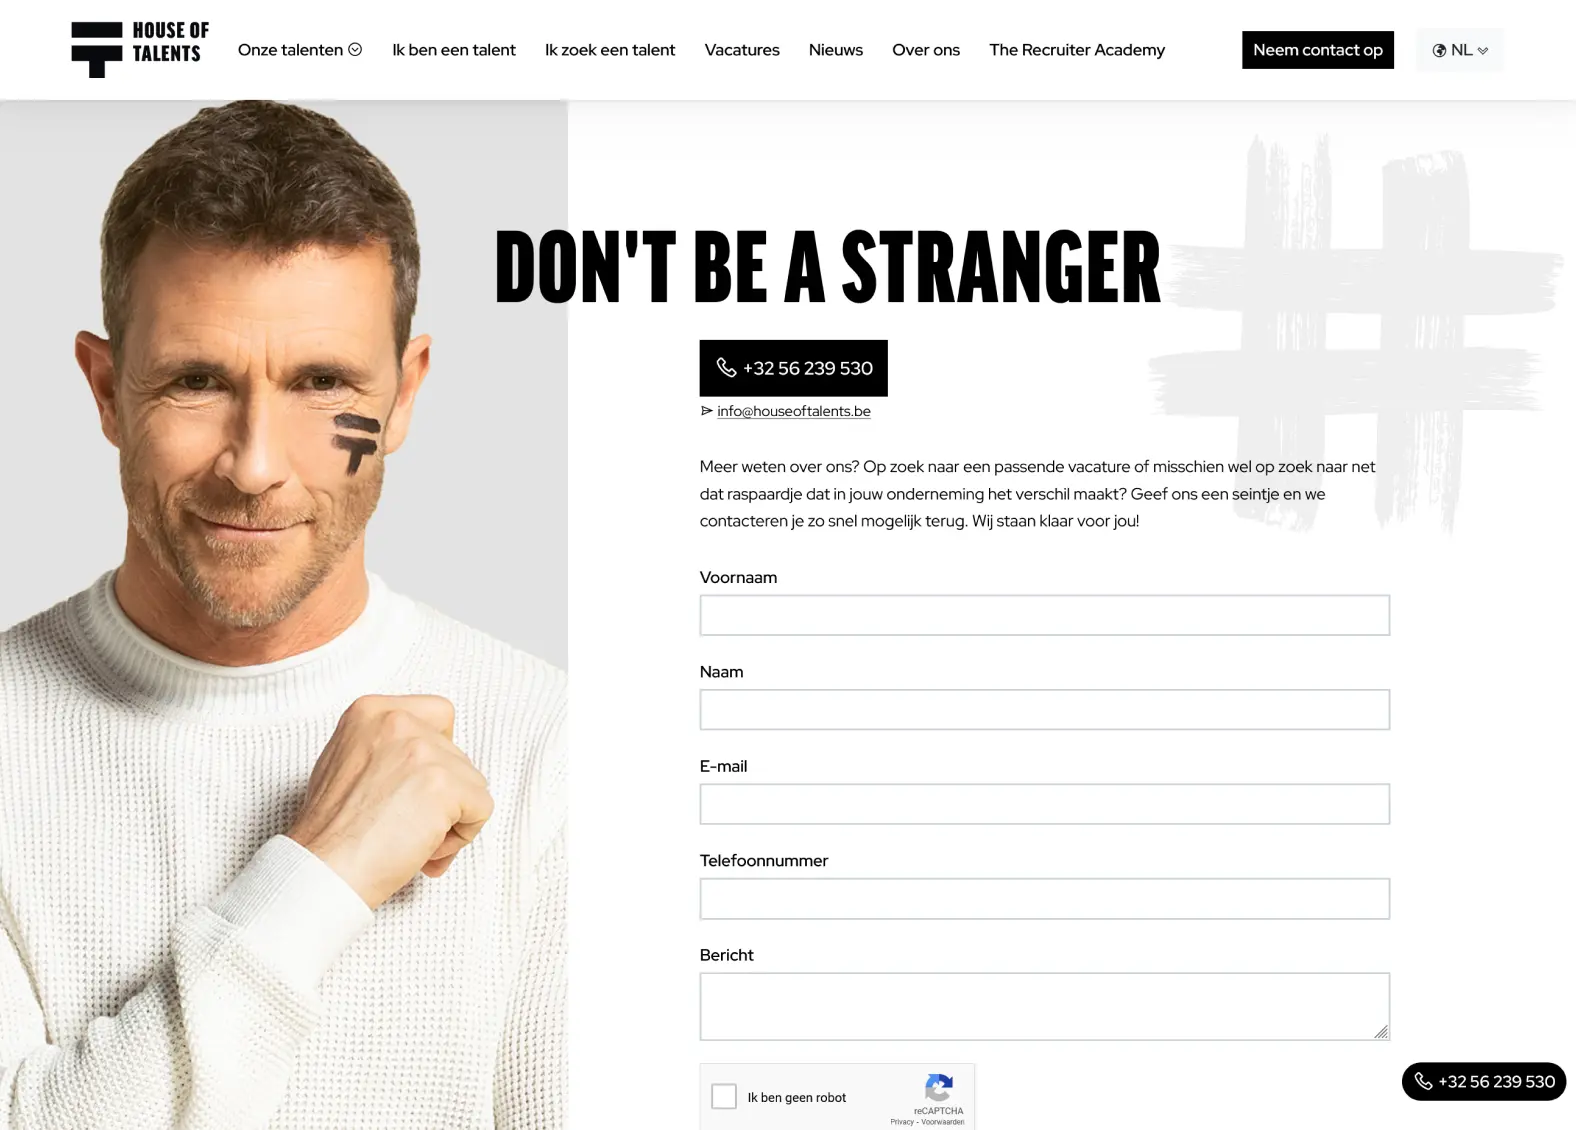 HOUSE OF
TALENTS
Onze talenten
Ik ben een talent
Ik zoek een talent
Vacatures
Nieuws
Over ons
The Recruiter Academy
Neem contact op
NL
DON'T BE A STRANGER
+32 56 239 530
info@houseoftalents.be
Meer weten over ons? Op zoek naar een passende vacature of misschien wel op zoek naar net
dat raspaardje dat in jouw onderneming het verschil maakt? Geef ons een seintje en we
contacteren je zo snel mogelijk terug. Wij staan klaar voor jou!
Voornaam
Naam
E-mail
Telefoonnummer
Bericht
Ik ben geen robot
reCAPTCHA
Privacy - Voorwaarden
+32 56 239 530